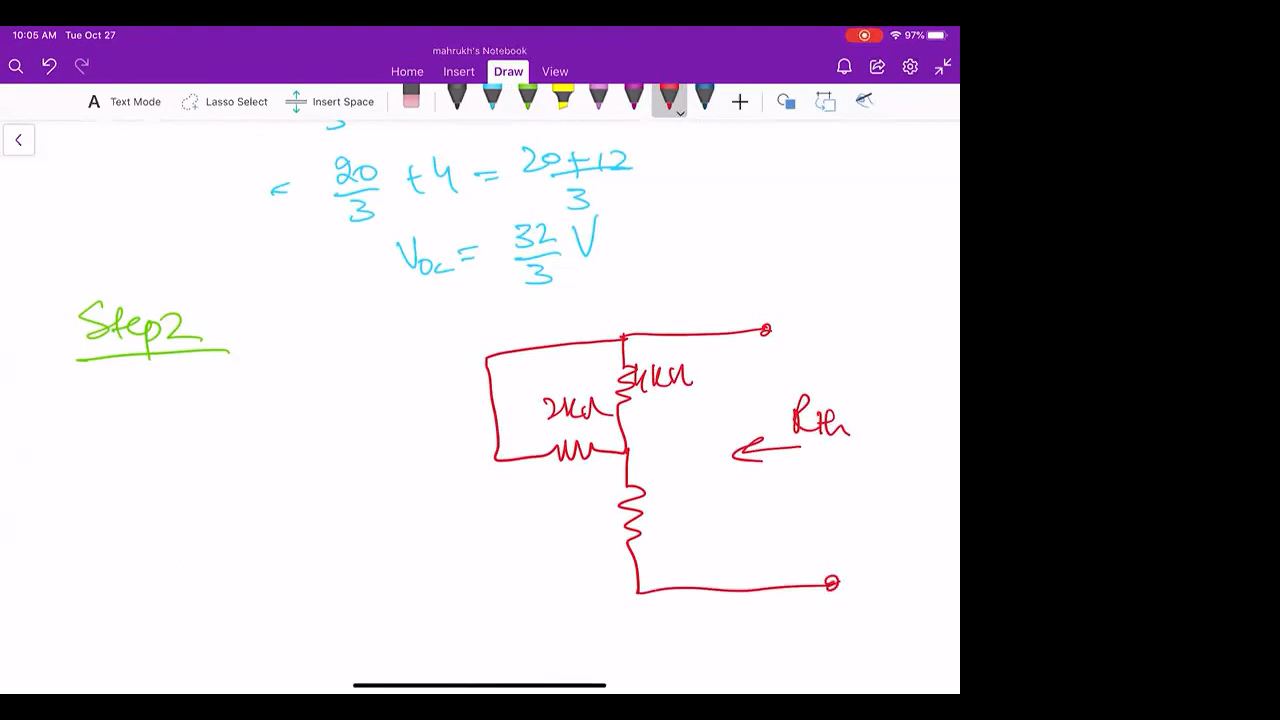 10:05 AM Tue Oct 27
97%
mahrukh's Notebook
Home Insert Draw View
A Text Mode Lasso Select Insert Space
3
20/3 + 4 = 20+12/3
Voc = 32/3 V
Step2
4KΩ
2KΩ
Rth